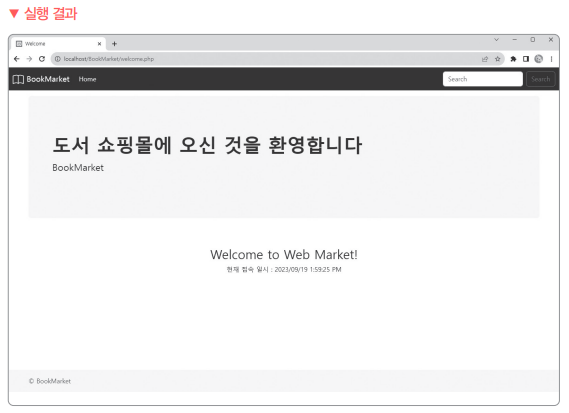 ▼ 실행 결과
Welcome
localhost/BookMarket/welcome.php
BookMarket Home Search Search
도서 쇼핑몰에 오신 것을 환영합니다
BookMarket
Welcome to Web Market!
현재 접속 일시 : 2023/09/19 1:59:25 PM
© BookMarket